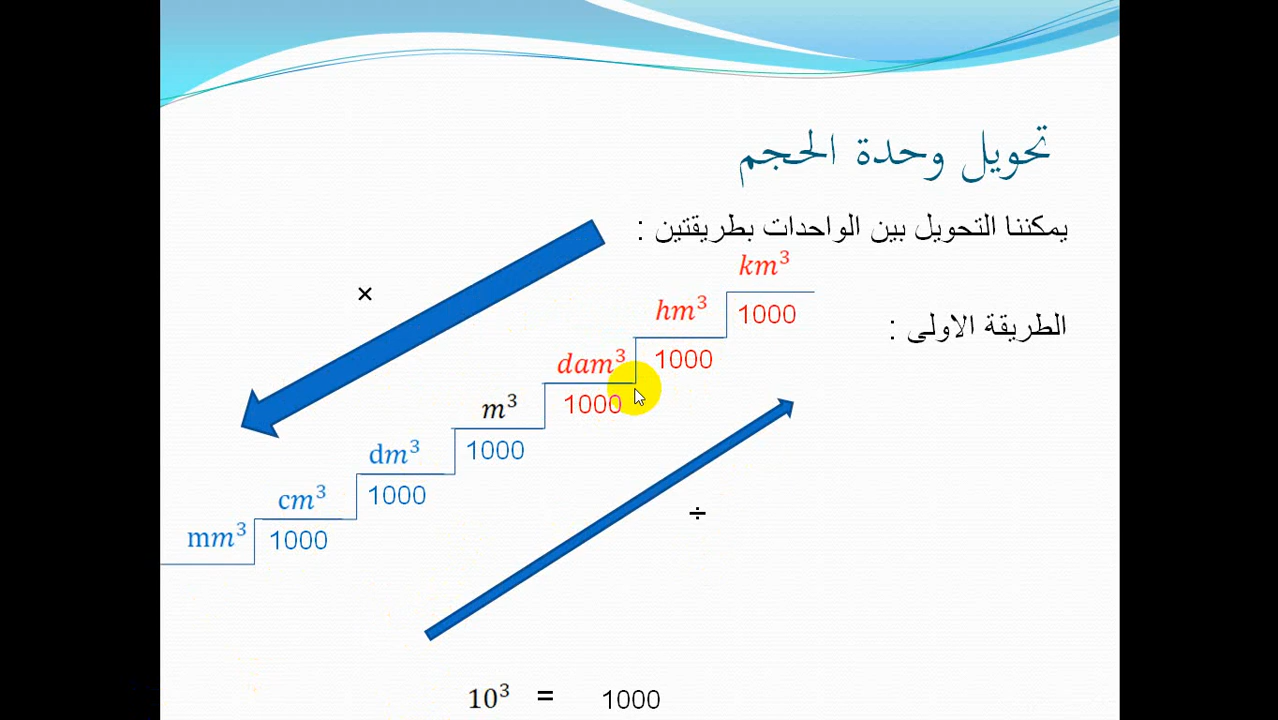 تحويل وحدة الحجم
يمكننا التحويل بين الواحدات بطريقتين :
الطريقة الاولى :
×
km³
1000
hm³
1000
dam³
1000
m³
1000
dm³
1000
cm³
1000
mm³
÷
10³ = 1000